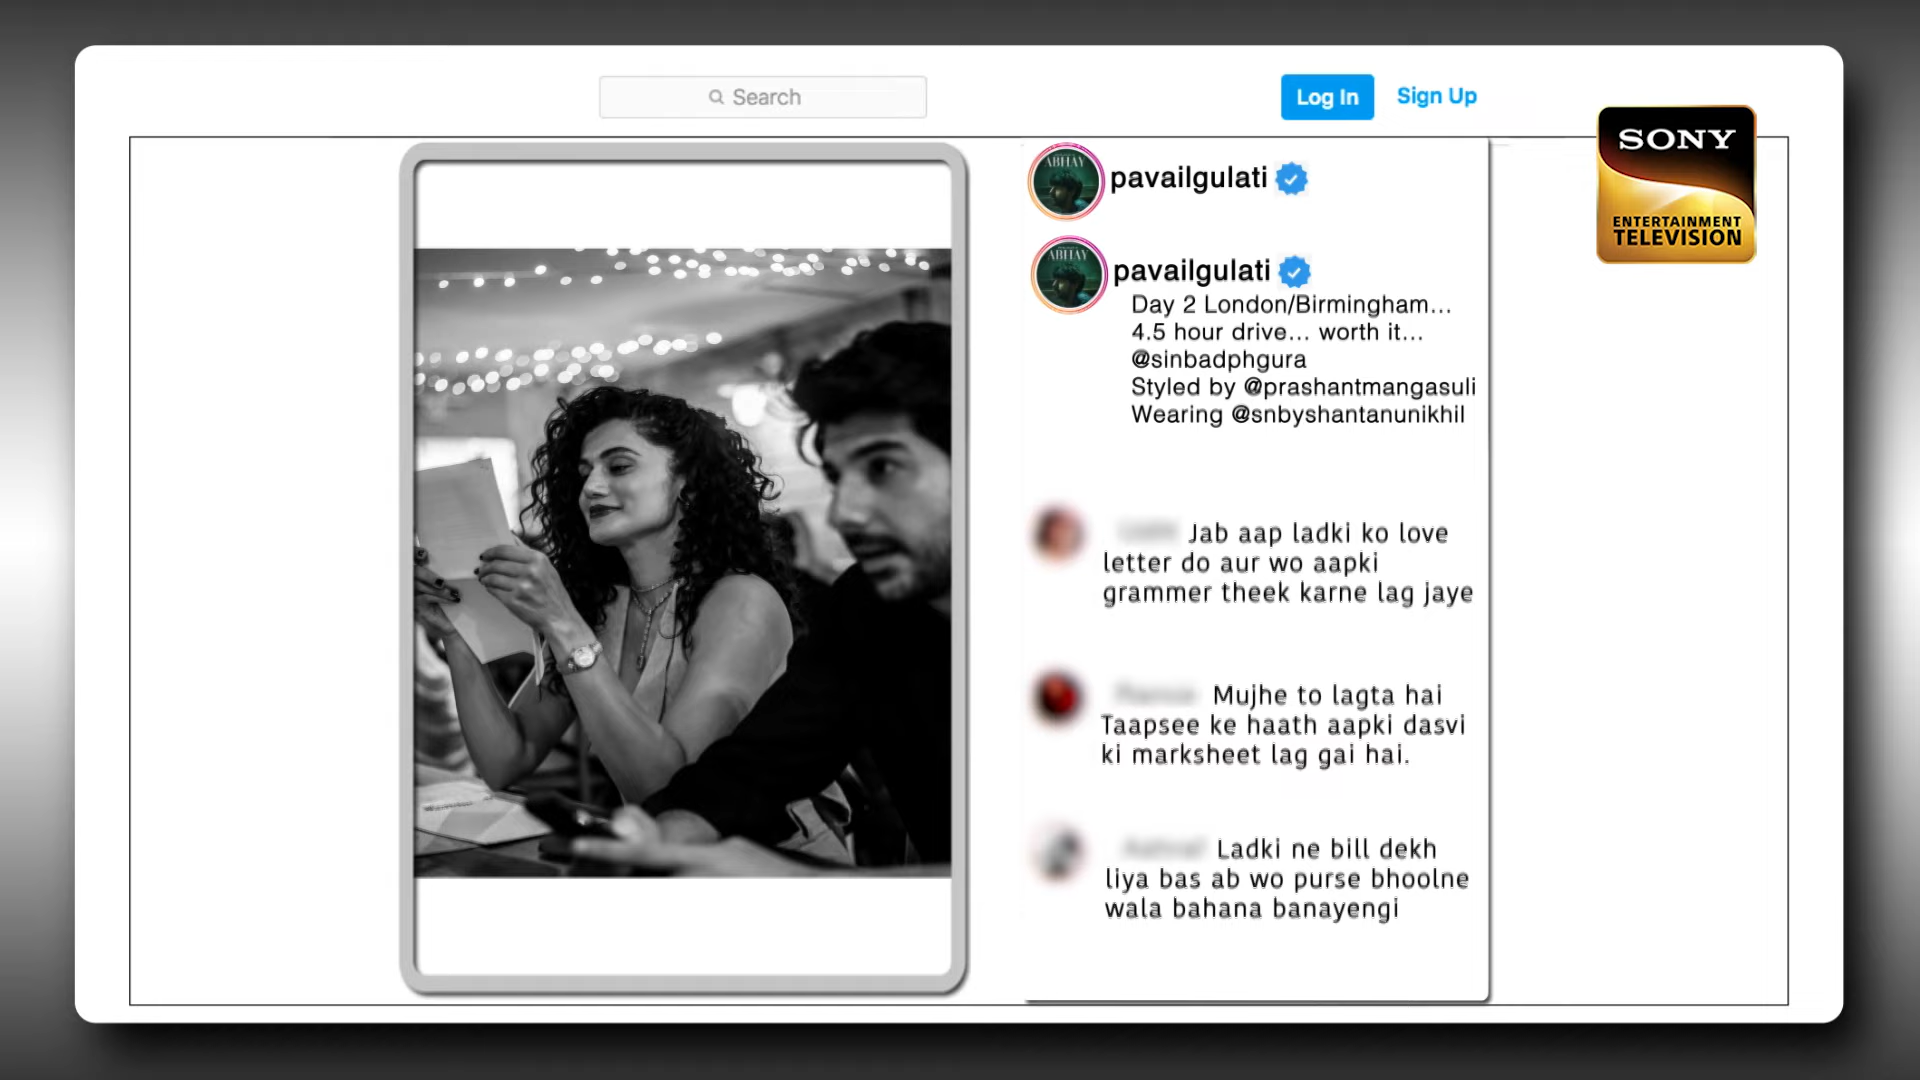 Search
Log In
Sign Up
SONY
ENTERTAINMENT
TELEVISION
ABHAY
pavailgulati
ABHAY
pavailgulati
Day 2 London/Birmingham...
4.5 hour drive... worth it...
@sinbadphgura
Styled by @prashantmangasuli
Wearing @snbyshantanunikhil
Jab aap ladki ko love
letter do aur wo aapki
grammer theek karne lag jaye
Mujhe to lagta hai
Taapsee ke haath aapki dasvi
ki marksheet lag gai hai.
Ladki ne bill dekh
liya bas ab wo purse bhoolne
wala bahana banayengi